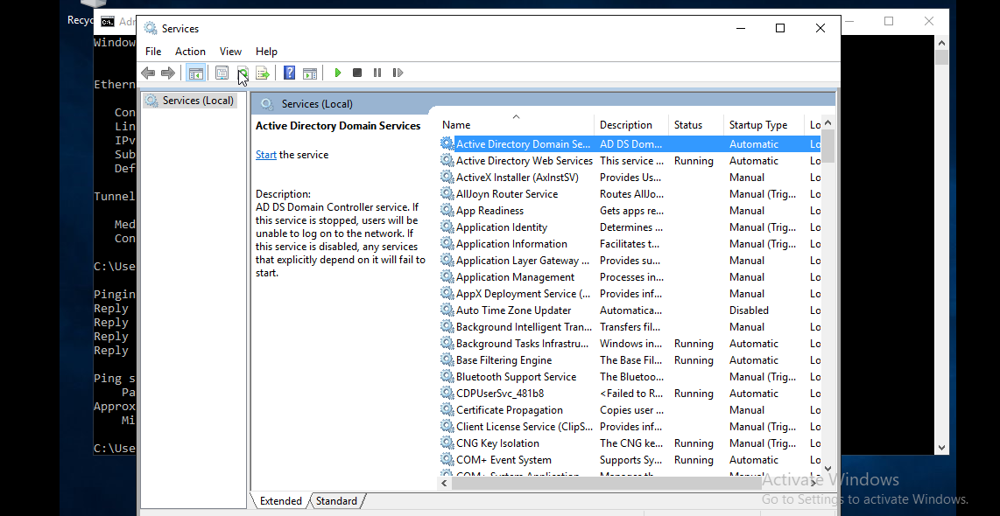 Recyc
Adr
Services
File Action View Help
Services (Local)
Services (Local)
Active Directory Domain Services
Start the service
Description:
AD DS Domain Controller service. If
this service is stopped, users will be
unable to log on to the network. If
this service is disabled, any services
that explicitly depend on it will fail to
start.
Name Description Status Startup Type Lo
Active Directory Domain Se... AD DS Dom... Automatic Lo
Active Directory Web Services This service ... Running Automatic Lo
ActiveX Installer (AxInstSV) Provides Us... Manual Lo
AllJoyn Router Service Routes AllJo... Manual (Trig... Lo
App Readiness Gets apps re... Manual Lo
Application Identity Determines ... Manual (Trig... Lo
Application Information Facilitates t... Manual (Trig... Lo
Application Layer Gateway ... Provides su... Manual Lo
Application Management Processes in... Manual Lo
AppX Deployment Service (... Provides inf... Manual Lo
Auto Time Zone Updater Automatica... Disabled Lo
Background Intelligent Tran... Transfers fil... Manual Lo
Background Tasks Infrastru... Windows in... Running Automatic Lo
Base Filtering Engine The Base Fil... Running Automatic Lo
Bluetooth Support Service The Bluetoo... Manual (Trig... Lo
CDPUserSvc_481b8 <Failed to R... Running Automatic Lo
Certificate Propagation Copies user ... Manual Lo
Client License Service (ClipS... Provides inf... Manual (Trig... Lo
CNG Key Isolation The CNG ke... Running Manual (Trig... Lo
COM+ Event System Supports Sy... Running Automatic Lo
COM+ System Application Manages th... Manual Lo
Extended Standard
Window
Ethern
Con
Lin
IPv
Sub
Def
Tunnel
Med
Con
C:\Use
Pingin
Reply
Reply
Reply
Reply
Ping s
Pa
Approx
Mi
C:\Use
Activate Windows
Go to Settings to activate Windows.